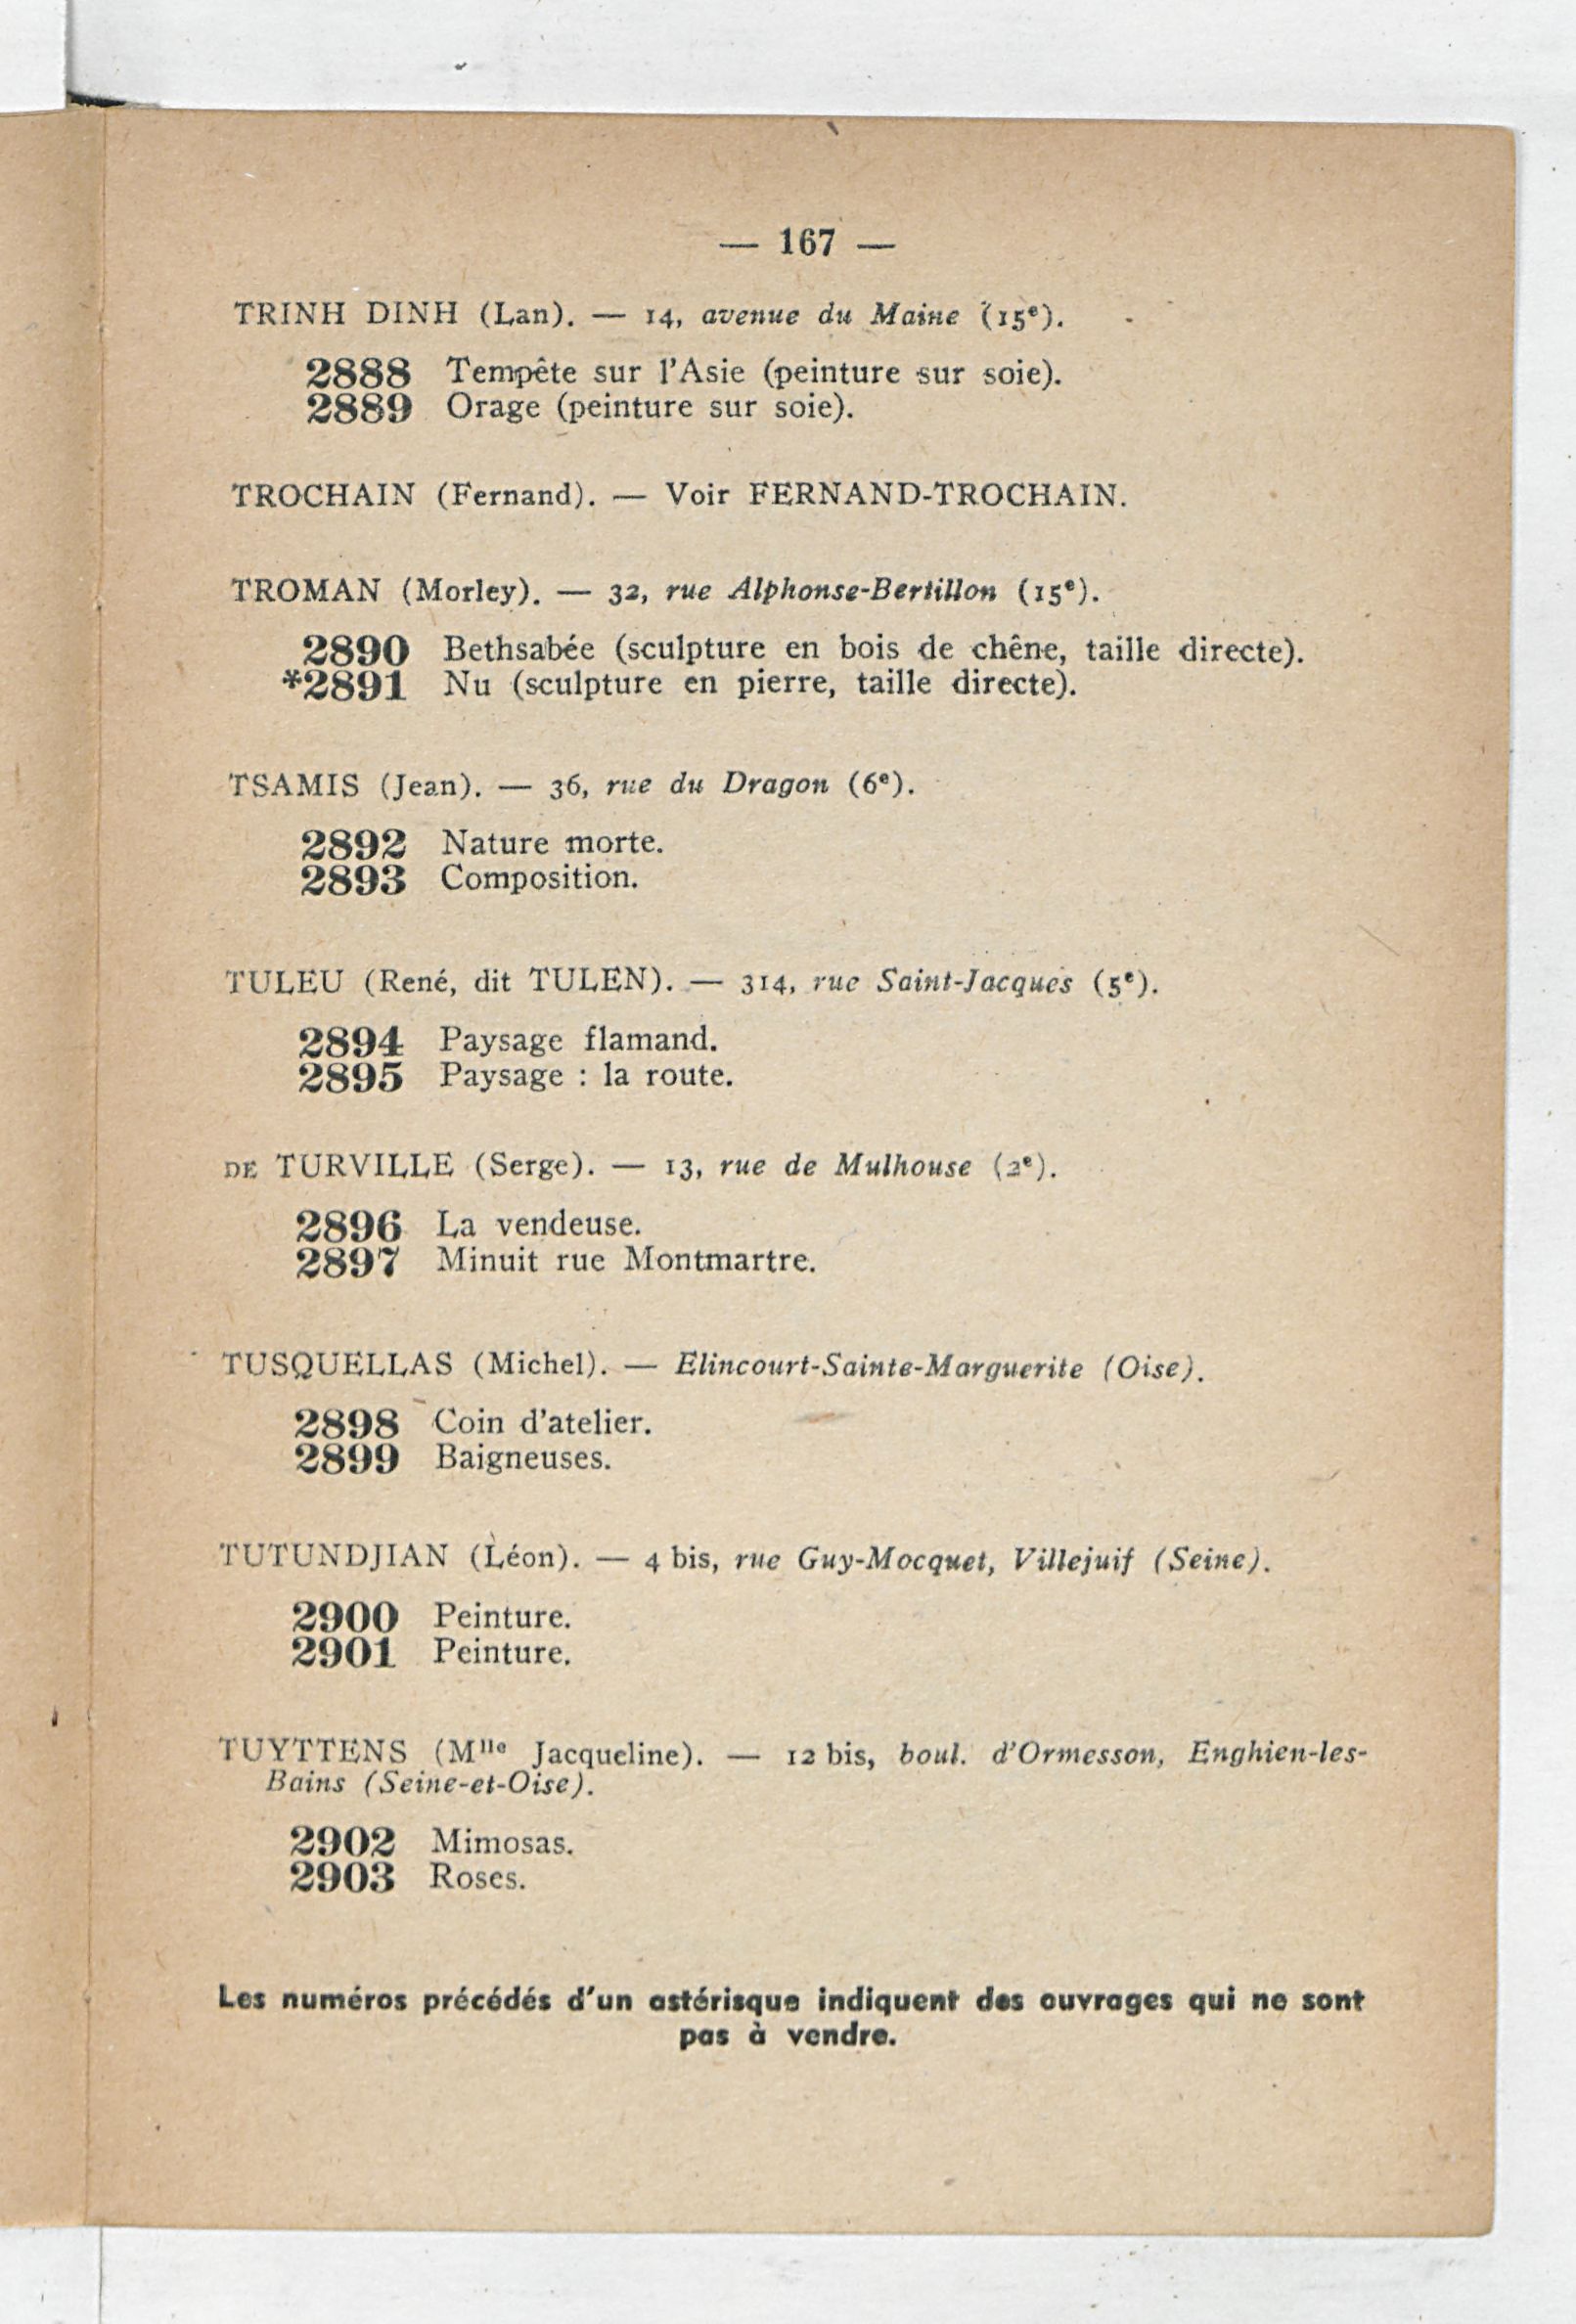 — 167 —
TRINH DINH (Lan). — 14, avenue du Maine (15e).
2888 Tempête sur l'Asie (peinture sur soie).
2889 Orage (peinture sur soie).
TROCHAIN (Fernand). — Voir FERNAND-TROCHAIN.
TROMAN (Morley). — 32, rue Alphonse-Bertillon (15e).
2890 Bethsabée (sculpture en bois de chêne, taille directe).
*2891 Nu (sculpture en pierre, taille directe).
TSAMIS (Jean). — 36, rue du Dragon (6e).
2892 Nature morte.
2893 Composition.
TULEU (René, dit TULEN). — 314, rue Saint-Jacques (5e).
2894 Paysage flamand.
2895 Paysage : la route.
DE TURVILLE (Serge). — 13, rue de Mulhouse (2e).
2896 La vendeuse.
2897 Minuit rue Montmartre.
TUSQUELLAS (Michel). — Elincourt-Sainte-Marguerite (Oise).
2898 Coin d'atelier.
2899 Baigneuses.
TUTUNDJIAN (Léon). — 4 bis, rue Guy-Mocquet, Villejuif (Seine).
2900 Peinture.
2901 Peinture.
TUYTTENS (Mlle Jacqueline). — 12 bis, boul. d'Ormesson, Enghien-les-
Bains (Seine-et-Oise).
2902 Mimosas.
2903 Roses.
Les numéros précédés d'un astérisque indiquent des ouvrages qui ne sont
pas à vendre.